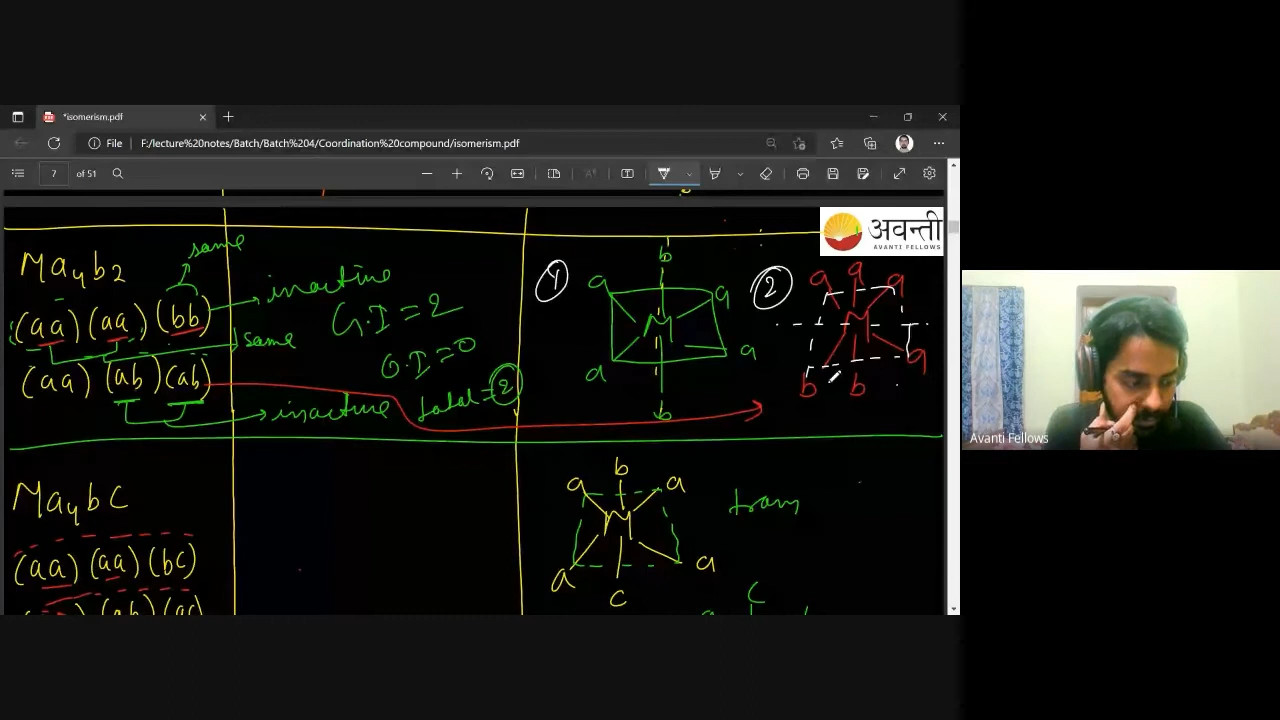 *isomerism.pdf
File F:/lecture%20notes/Batch/Batch%204/Coordination%20compound/isomerism.pdf
7 of 51
अवन्ती
AVANTI FELLOWS
Ma4b2
same
(aa) (aa) (bb)
inactive
same
(aa) (ab) (ab)
inactive
G.I = 2
O.I = 0
total = 2
1
b
a a
M
a a
b
2
a a a
M
a
b b
Ma4bC
(aa) (aa) (bc)
(ab) (ac)
b
a a
M
a a
c
trans
c
a
Avanti Fellows